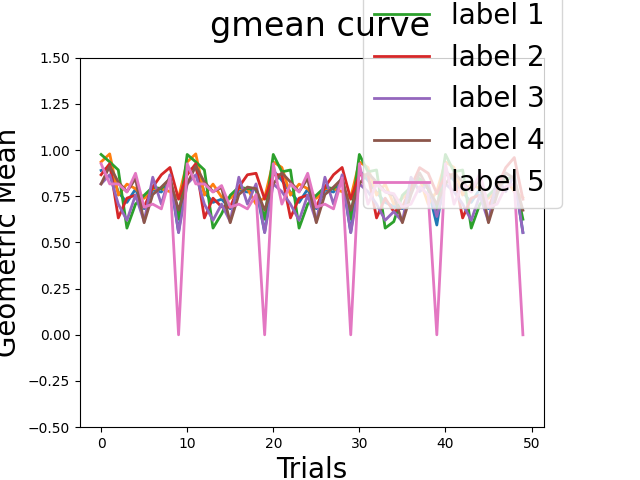 gmean curve
label 1
label 2
label 3
label 4
label 5
Geometric Mean
1.50
1.25
1.00
0.75
0.50
0.25
0.00
−0.25
−0.50
0 10 20 30 40 50
Trials